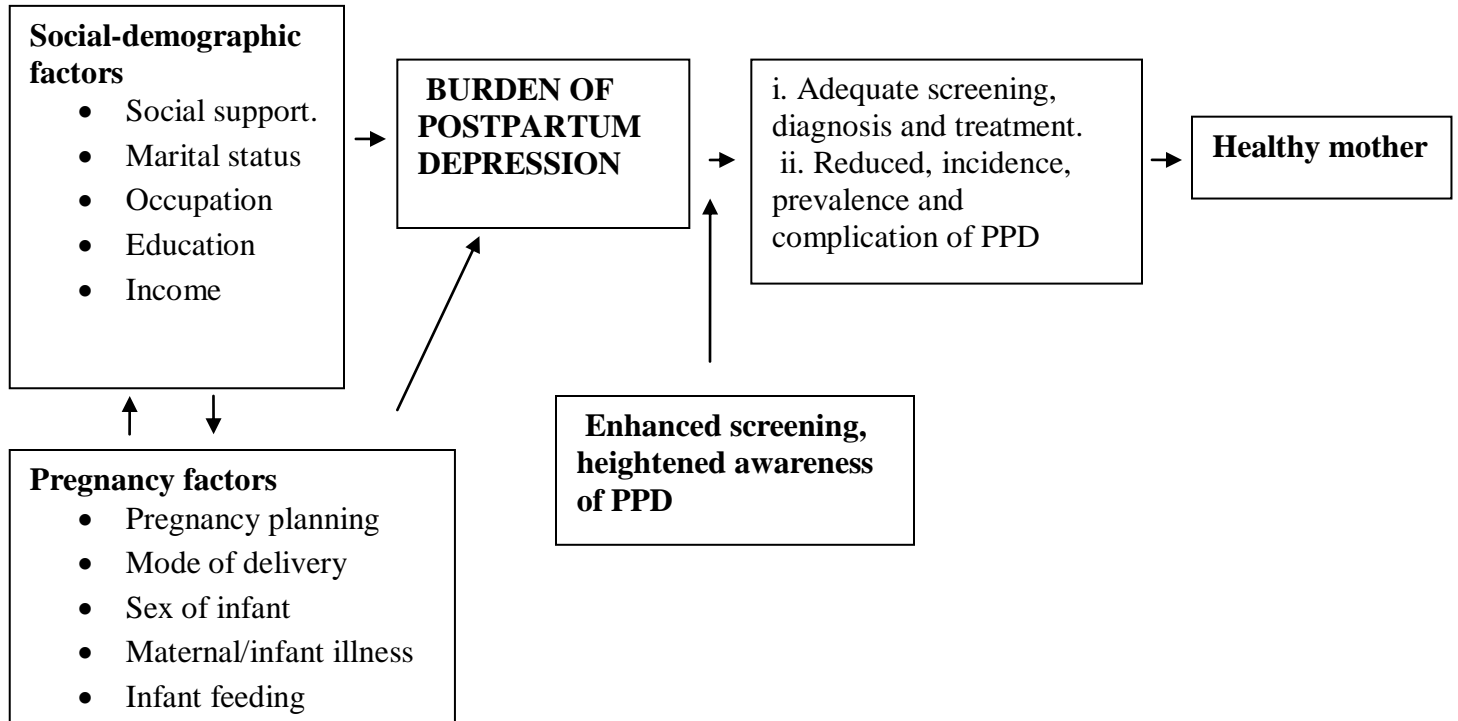 Social-demographic
factors
• Social support.
• Marital status
• Occupation
• Education
• Income
BURDEN OF
POSTPARTUM
DEPRESSION
i. Adequate screening,
diagnosis and treatment.
ii. Reduced, incidence,
prevalence and
complication of PPD
Healthy mother
Pregnancy factors
• Pregnancy planning
• Mode of delivery
• Sex of infant
• Maternal/infant illness
• Infant feeding
Enhanced screening,
heightened awareness
of PPD